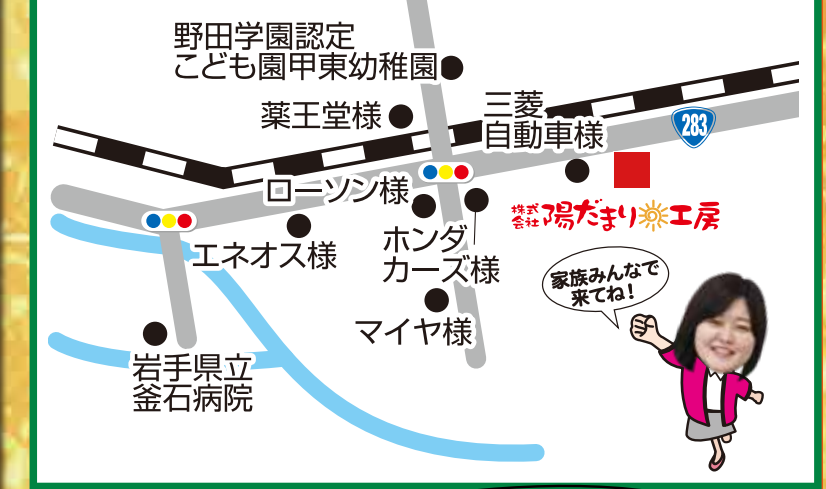 野田学園認定
こども園甲東幼稚園
薬王堂様
三菱
自動車様
283
ローソン様
株式
会社
陽だまり工房
エネオス様
ホンダ
カーズ様
家族みんなで
来てね!
マイヤ様
岩手県立
釜石病院